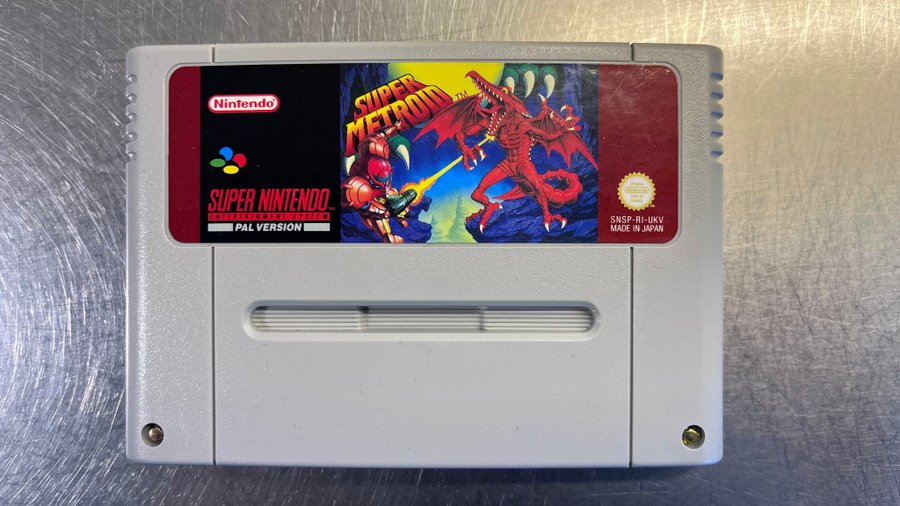 Nintendo
SUPER NINTENDO
ENTERTAINMENT SYSTEM
PAL VERSION
SUPER
METROID
TM
SNSP-RI-UKV
MADE IN JAPAN